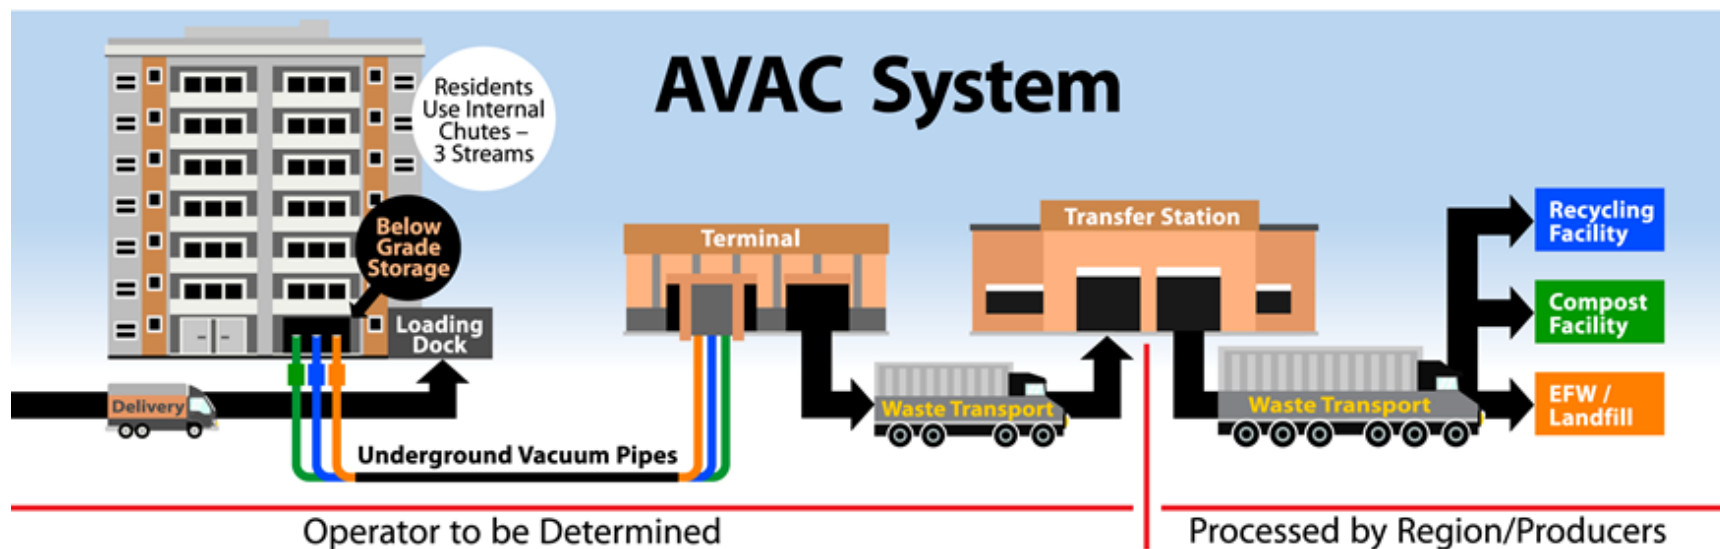 AVAC System
Residents
Use Internal
Chutes –
3 Streams
Below
Grade
Storage
Loading
Dock
Delivery
Underground Vacuum Pipes
Terminal
Waste Transport
Transfer Station
Waste Transport
Recycling
Facility
Compost
Facility
EFW /
Landfill
Operator to be Determined
Processed by Region/Producers